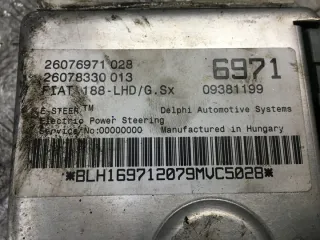 26076971 028
26078330 013
6971
FIAT 188-LHD/G.Sx
09381199
E-STEER™
Delphi Automotive Systems
Electric Power Steering
Service/No:00000000
Manufactured in Hungary
*BLH169712079MVC5028*